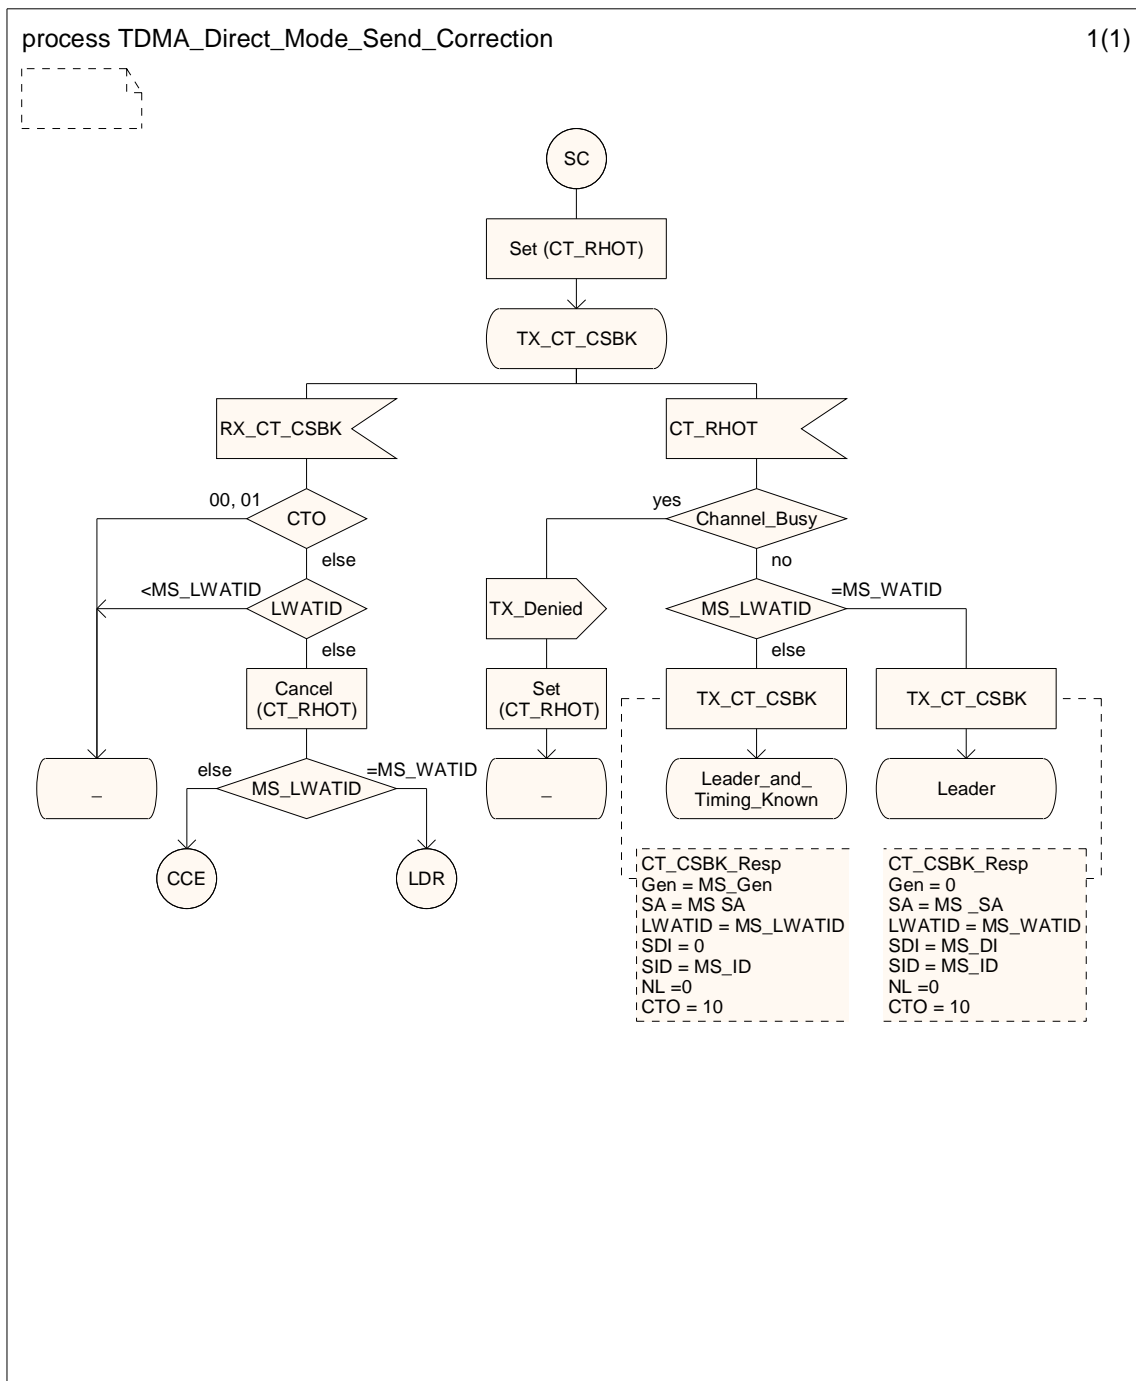 process TDMA_Direct_Mode_Send_Correction
1(1)
SC
Set (CT_RHOT)
TX_CT_CSBK
RX_CT_CSBK
CT_RHOT
00, 01
CTO
yes
Channel_Busy
else
no
<MS_LWATID
LWATID
TX_Denied
MS_LWATID
=MS_WATID
else
else
Cancel
(CT_RHOT)
Set
(CT_RHOT)
TX_CT_CSBK
TX_CT_CSBK
_
else
MS_LWATID
=MS_WATID
_
Leader_and_
Timing_Known
Leader
CCE
LDR
CT_CSBK_Resp
Gen = MS_Gen
SA = MS SA
LWATID = MS_LWATID
SDI = 0
SID = MS_ID
NL =0
CTO = 10
CT_CSBK_Resp
Gen = 0
SA = MS _SA
LWATID = MS_WATID
SDI = MS_DI
SID = MS_ID
NL =0
CTO = 10